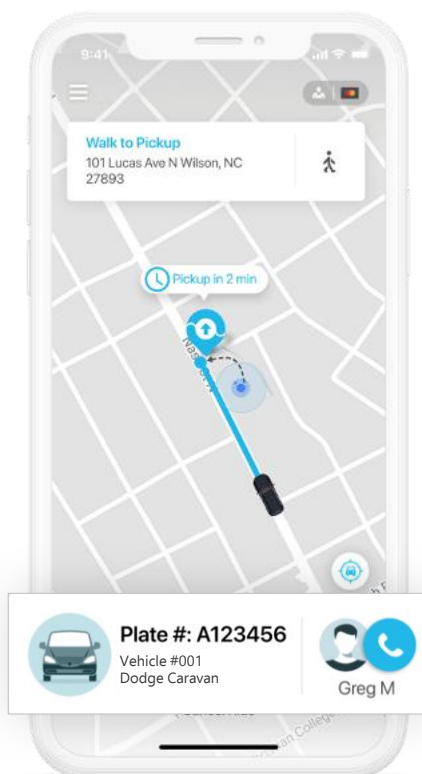 9:41
Walk to Pickup
101 Lucas Ave N Wilson, NC
27893
Pickup in 2 min
Plate #: A123456
Vehicle #001
Dodge Caravan
Greg M